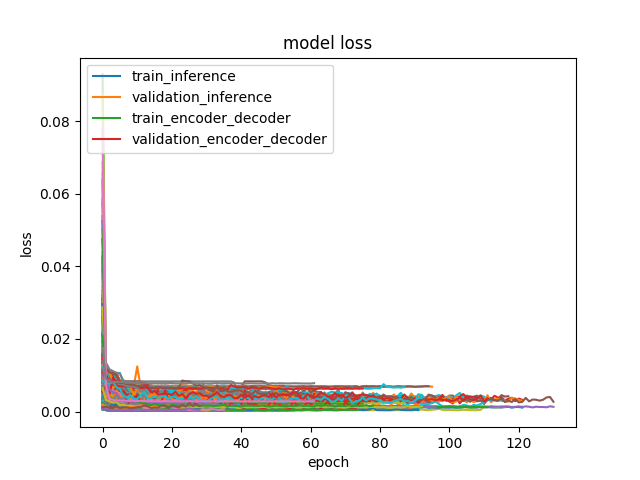 model loss
train_inference
validation_inference
train_encoder_decoder
validation_encoder_decoder
loss
0.08
0.06
0.04
0.02
0.00
0 20 40 60 80 100 120
epoch